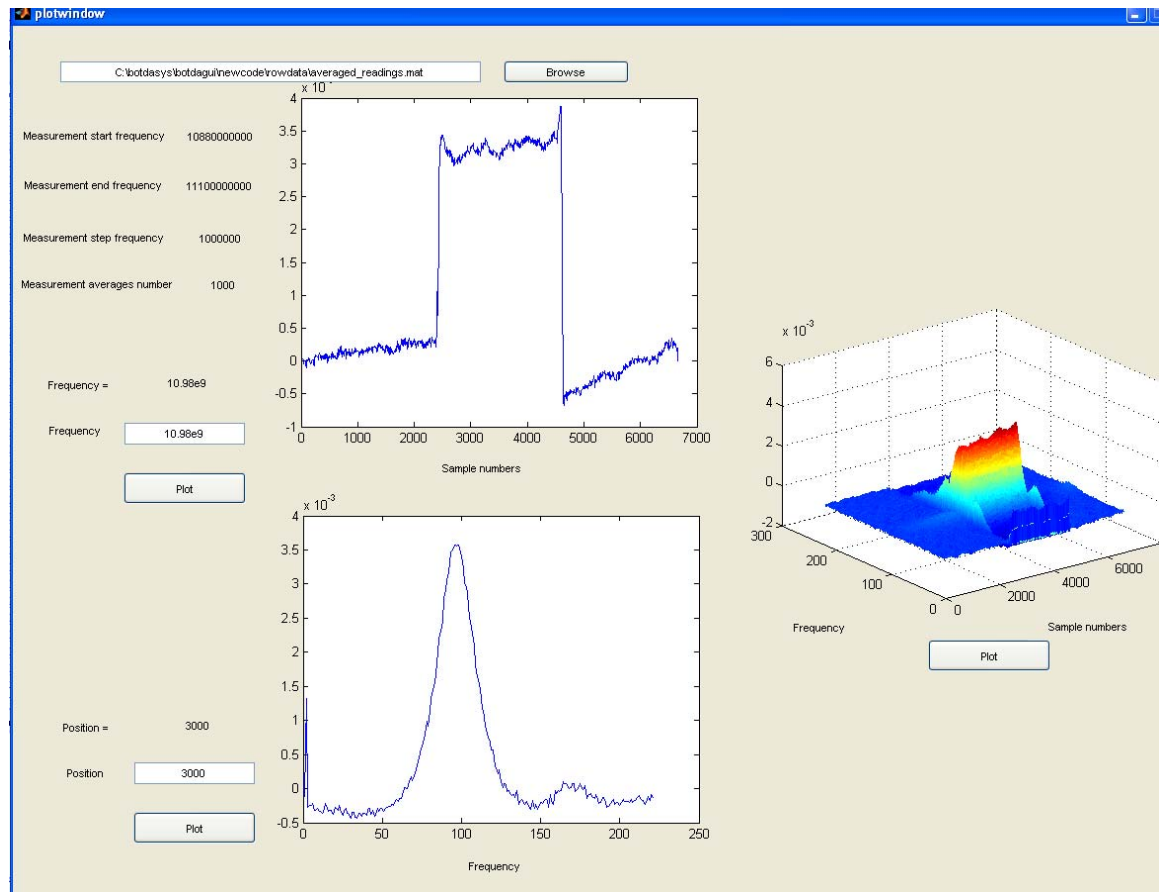 plotwindow
C:\botdasys\botdagui\newcode\rowdata\averaged_readings.mat
Browse
Measurement start frequency 10880000000
Measurement end frequency 11100000000
Measurement step frequency 1000000
Measurement averages number 1000
Frequency = 10.98e9
Frequency 10.98e9
Plot
4
3.5
3
2.5
2
1.5
1
0.5
0
-0.5
-1
0 1000 2000 3000 4000 5000 6000 7000
Sample numbers
x 10^-3
4
3.5
3
2.5
2
1.5
1
0.5
0
-0.5
0 50 100 150 200 250
Frequency
Position = 3000
Position 3000
Plot
x 10^-3
6
4
2
0
-2
300
200
100
0
0
2000
4000
6000
Frequency
Sample numbers
Plot